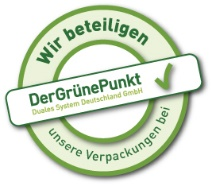 Wir beteiligen
DerGrünePunkt
Duales System Deutschland GmbH
unsere Verpackungen bei